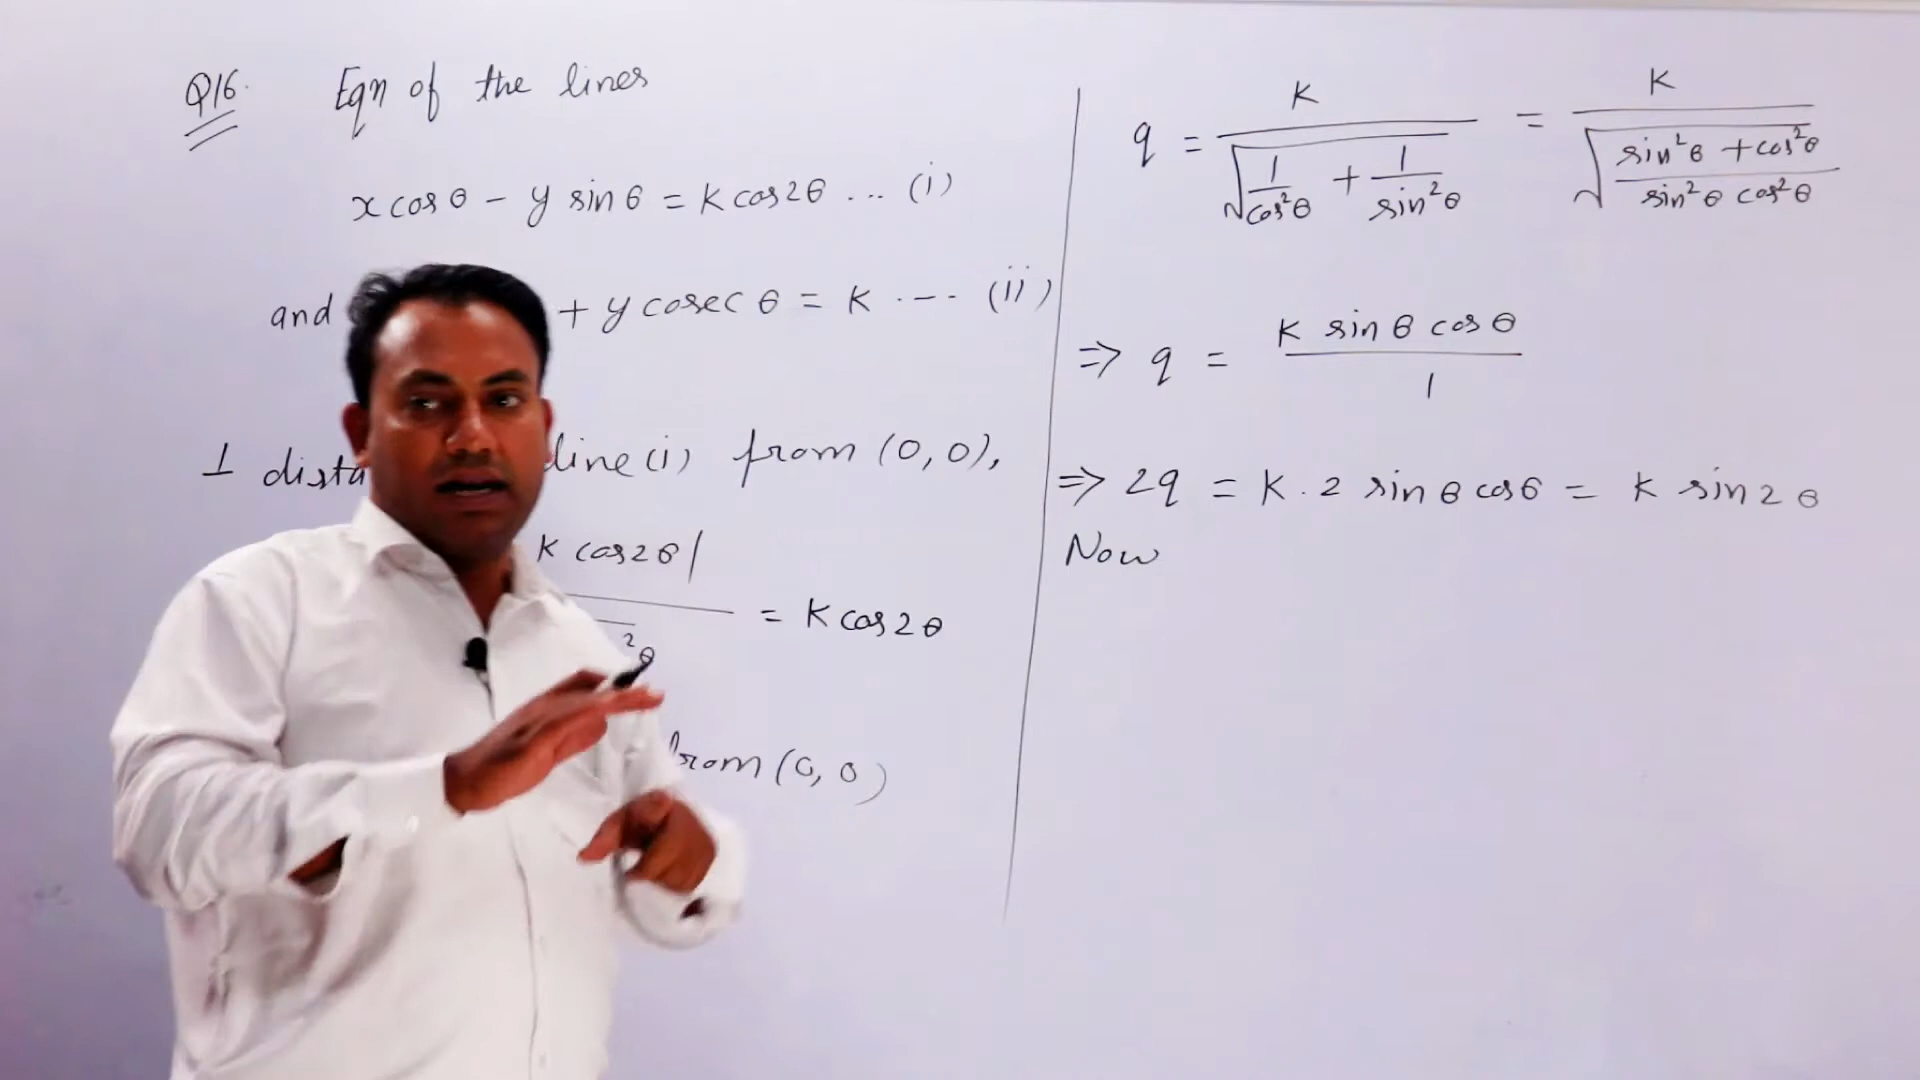 Q16. Eqn of the lines
x cos θ - y sin θ = K cos 2θ ... (i)
and + y cosec θ = K ... (ii)
⊥ dista line (i) from (0, 0),
K cos 2θ |
²θ = K cos 2θ
from (0, 0)
q = K / √(1/cos²θ + 1/sin²θ) = K / √((sin²θ + cos²θ)/(sin²θ cos²θ))
⇒ q = K sin θ cos θ / 1
⇒ 2q = K . 2 sin θ cos θ = K sin 2θ
Now